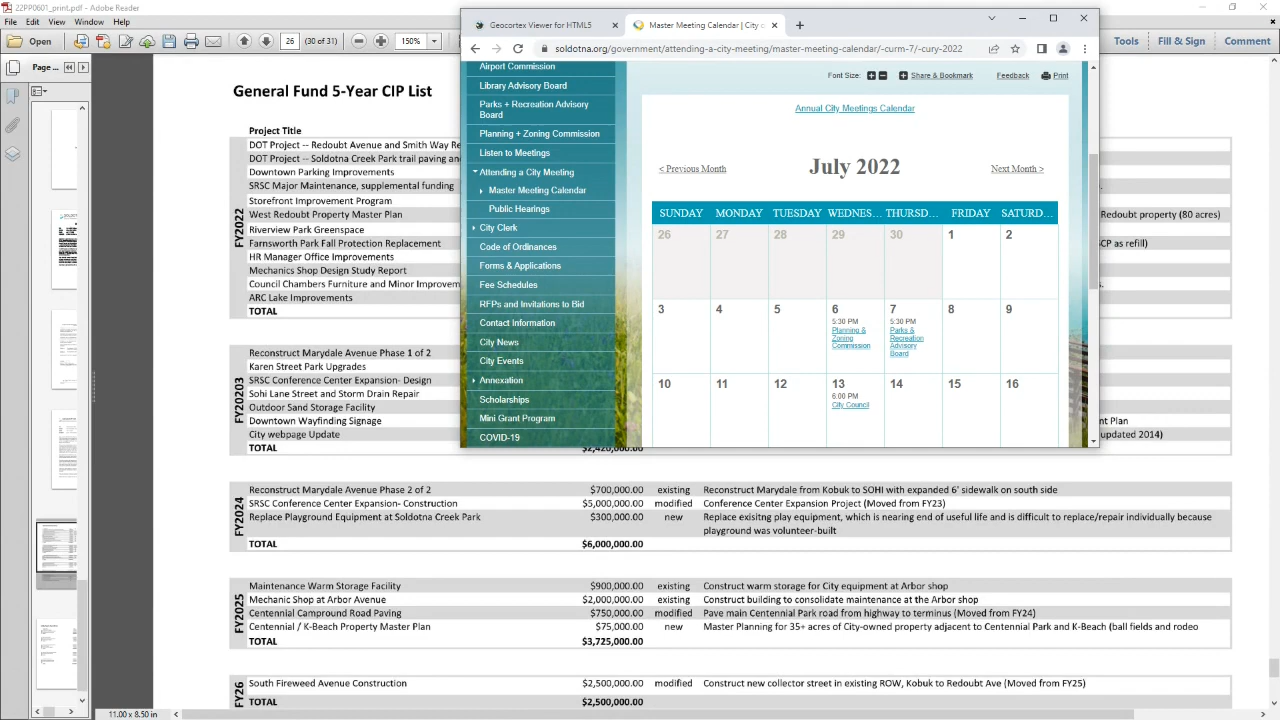 22PP0601_print.pdf - Adobe Reader
File Edit View Window Help
Open
26 (30 of 31)
150%
Tools
Fill & Sign
Comment
Page ...
General Fund 5-Year CIP List
Project Title
FY2022
DOT Project -- Redoubt Avenue and Smith Way Re
DOT Project -- Soldotna Creek Park trail paving and
Downtown Parking Improvements
SRSC Major Maintenance, supplemental funding
Storefront Improvement Program
West Redoubt Property Master Plan
Redoubt property (80 acres)
Riverview Park Greenspace
Farnsworth Park Fall Protection Replacement
CP as refill)
HR Manager Office Improvements
Mechanics Shop Design Study Report
Council Chambers Furniture and Minor Improvem
ARC Lake Improvements
TOTAL
FY20203
Reconstruct Marydale Avenue Phase 1 of 2
Karen Street Park Upgrades
SRSC Conference Center Expansion- Design
Sohi Lane Street and Storm Drain Repair
Outdoor Sand Storage Facility
Downtown Wayfinding Signage
nt Plan
City webpage Update
updated 2014)
TOTAL $2,420,000.00
FY2024
Reconstruct Marydale Avenue Phase 2 of 2 $700,000.00 existing Reconstruct Marydale from Kobuk to SOHI with expanded 6' sidewalk on south side
SRSC Conference Center Expansion- Construction $5,000,000.00 modified Conference Center Expansion Project (Moved from FY23)
Replace Playground Equipment at Soldotna Creek Park $300,000.00 new Replace exisitng play equipment, which is nearing end of useful life and is difficult to replace/repair individually because
playground was volunteer-built
TOTAL $6,000,000.00
FY2025
Maintenance Warm Storage Facility $900,000.00 existing Construct warm storage for City equipment at Arbor shop
Mechanic Shop at Arbor Avenue $2,000,000.00 existing Construct building to consolidate maintenance at the Arbor shop
Centennial Campround Road Paving $750,000.00 modified Pave main Centennial Park road from highway to terminus (Moved from FY24)
Centennial / K-Beach Property Master Plan $75,000.00 new Master Planning for 35+ acres of City-owned property adjacent to Centennial Park and K-Beach (ball fields and rodeo
TOTAL $3,725,000.00
FY26
South Fireweed Avenue Construction $2,500,000.00 modified Construct new collector street in existing ROW, Kobuk to Redoubt Ave (Moved from FY25)
TOTAL $2,500,000.00
11.00 x 8.50 in
Geocortex Viewer for HTML5
Master Meeting Calendar | City o
soldotna.org/government/attending-a-city-meeting/master-meeting-calendar/-curm-7/-cury-2022
Airport Commission
Library Advisory Board
Parks + Recreation Advisory
Board
Planning + Zoning Commission
Listen to Meetings
Attending a City Meeting
Master Meeting Calendar
Public Hearings
City Clerk
Code of Ordinances
Forms & Applications
Fee Schedules
RFPs and Invitations to Bid
Contact Information
City News
City Events
Annexation
Scholarships
Mini Grant Program
COVID-19
Font Size:
Share & Bookmark
Feedback
Print
Annual City Meetings Calendar
< Previous Month
July 2022
Next Month >
SUNDAY MONDAY TUESDAY WEDNES... THURSD... FRIDAY SATURD...
26 27 28 29 30 1 2
3 4 5 6 7 8 9
5:30 PM
Planning &
Zoning
Commission
5:30 PM
Parks &
Recreation
Advisory
Board
10 11 12 13 14 15 16
6:00 PM
City Council